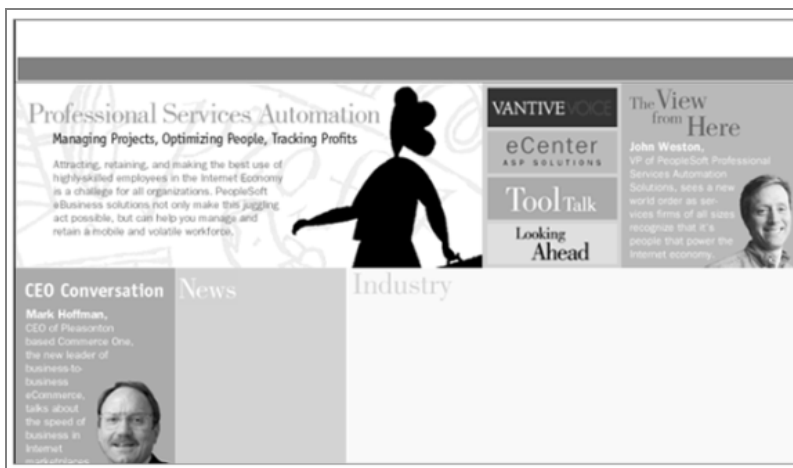 Professional Services Automation
Managing Projects, Optimizing People, Tracking Profits
Attracting, retaining, and making the best use of
highly-skilled employees in the Internet Economy
is a challege for all organizations. PeopleSoft
eBusiness solutions not only make this juggling
act possible, but can help you manage and
retain a mobile and volatile workforce.
VANTIVE VOICE
eCenter
ASP SOLUTIONS
Tool Talk
Looking
Ahead
The View
from
Here
John Weston,
VP of PeopleSoft Professional
Services Automation
Solutions, sees a new
world order as ser-
vices firms of all sizes
recognize that it's
people that power the
Internet economy.
CEO Conversation
Mark Hoffman,
CEO of Pleasonton
based Commerce One,
the new leader of
business-to-
business
eCommerce,
talks about
the speed of
business in
Internet
marketplaces
News
Industry